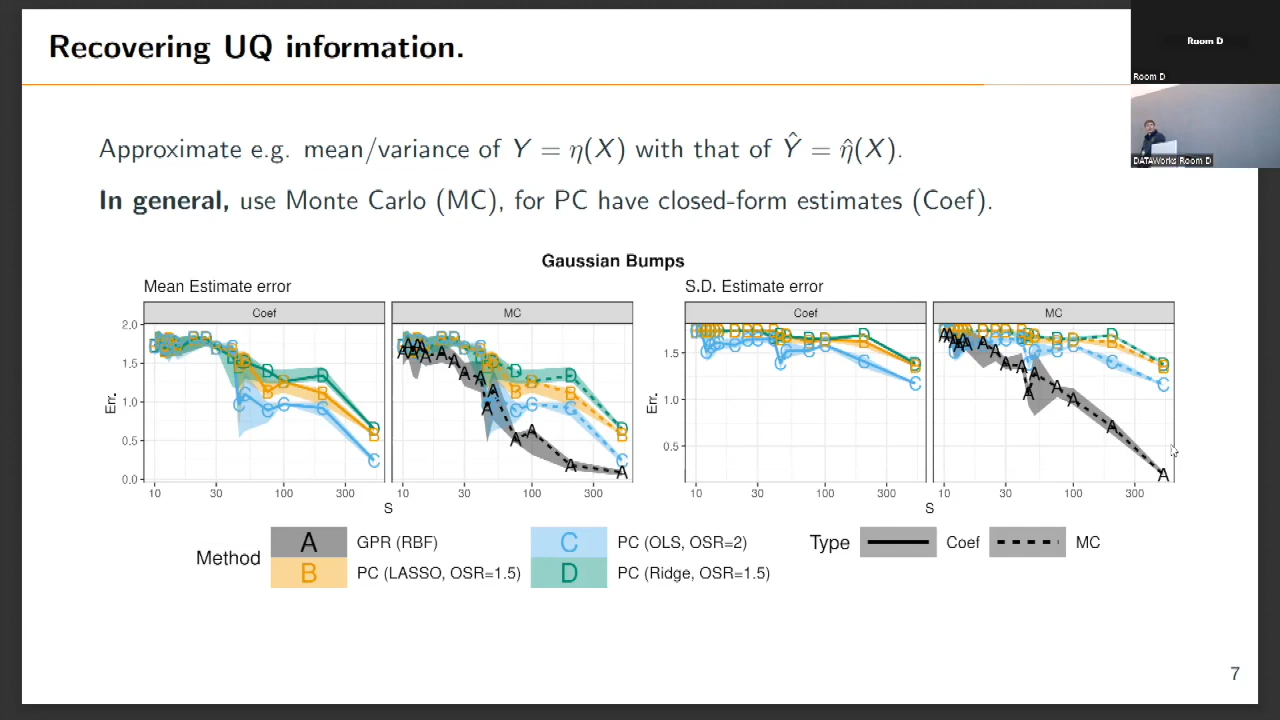 Recovering UQ information.
Room D
Room D
DATAWorks Room D
Approximate e.g. mean/variance of Y = η(X) with that of Ŷ = η̂(X).
In general, use Monte Carlo (MC), for PC have closed-form estimates (Coef).
Gaussian Bumps
Mean Estimate error
S.D. Estimate error
Coef
MC
Coef
MC
Err.
2.0
1.5
1.0
0.5
0.0
10 30 100 300
10 30 100 300
S
Err.
1.5
1.0
0.5
10 30 100 300
10 30 100 300
S
Method
A GPR (RBF)
B PC (LASSO, OSR=1.5)
C PC (OLS, OSR=2)
D PC (Ridge, OSR=1.5)
Type
Coef
MC
7